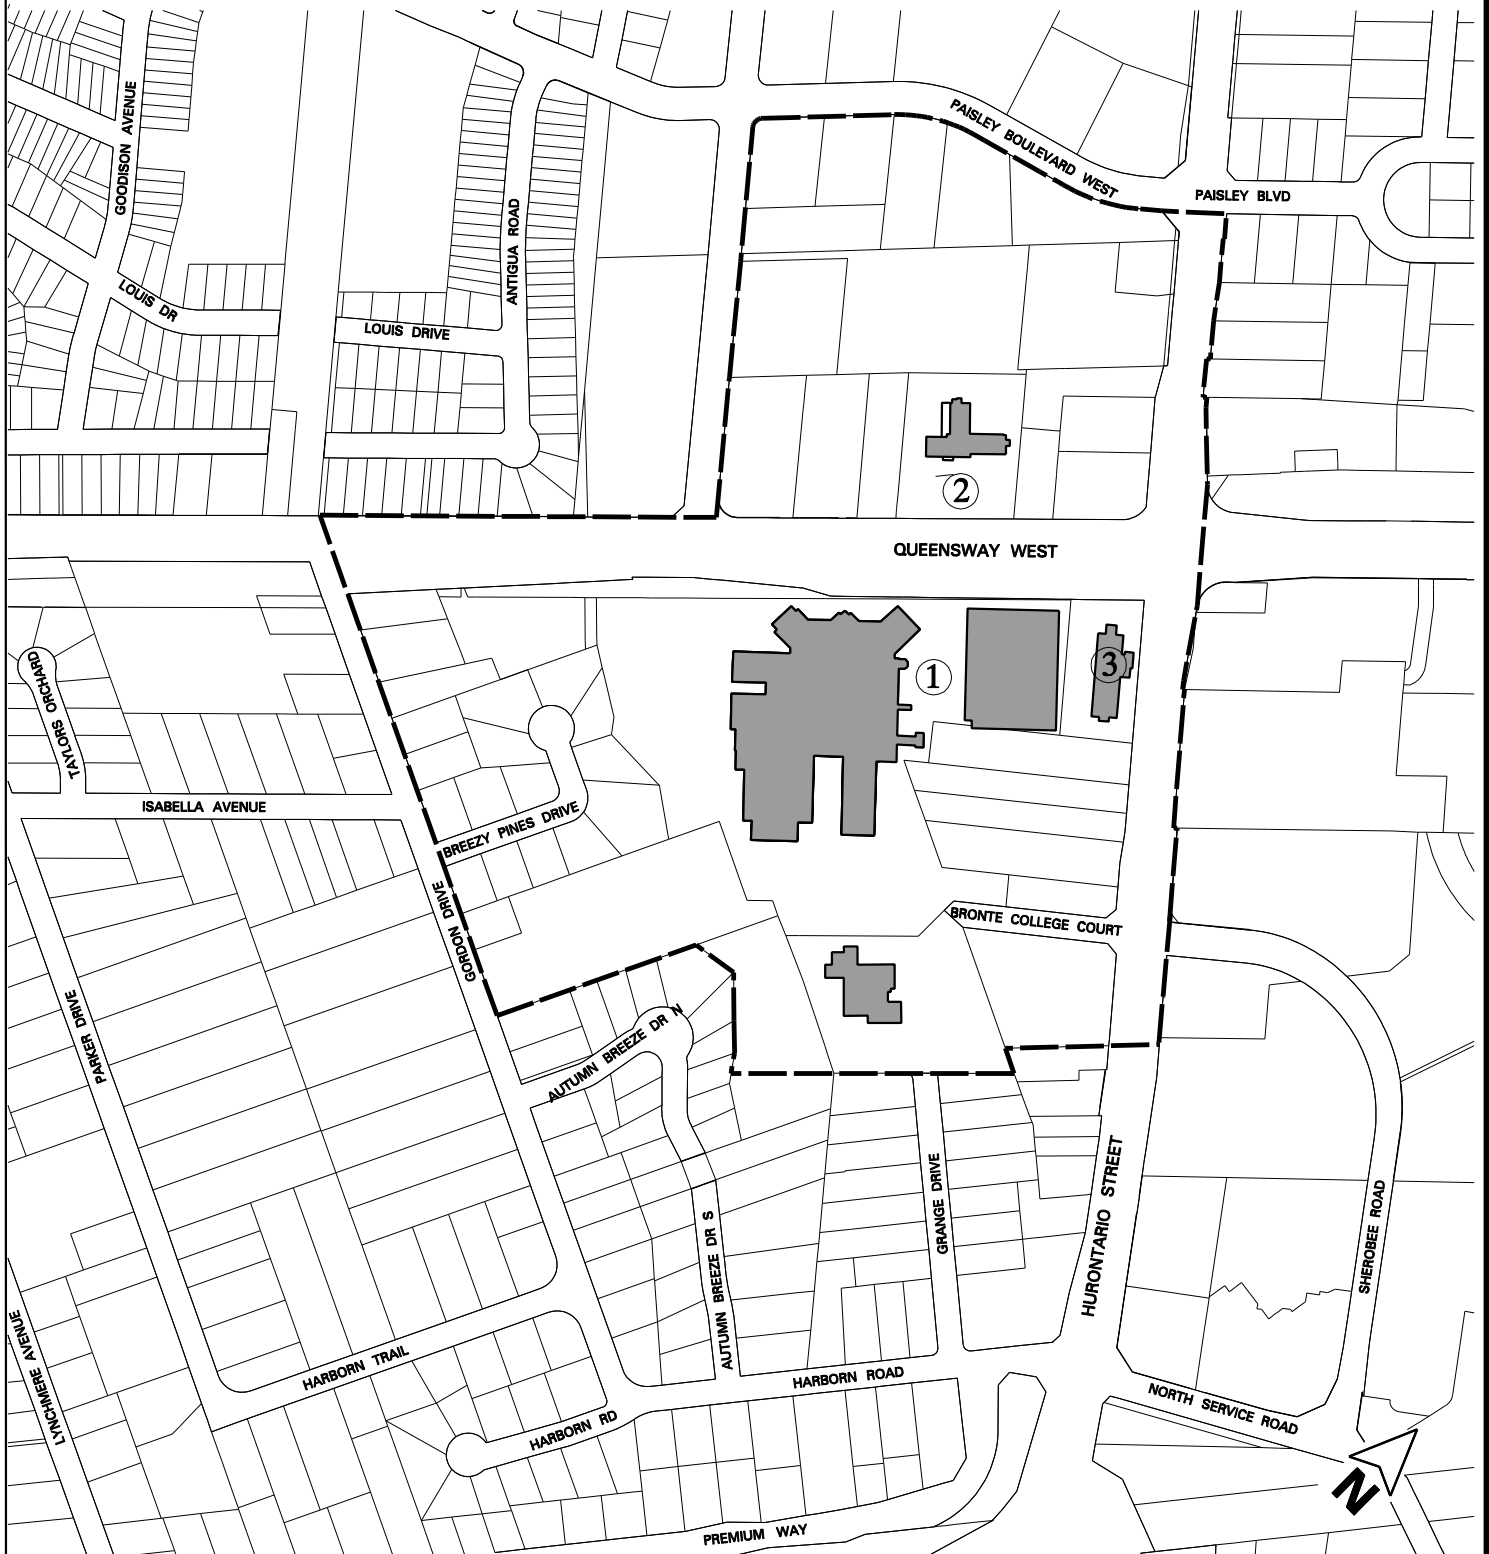 GOODISON AVENUE
PAISLEY BOULEVARD WEST
PAISLEY BLVD
ANTIGUA ROAD
LOUIS DR
LOUIS DRIVE
2
QUEENSWAY WEST
TAYLORS ORCHARD
1
3
ISABELLA AVENUE
BREEZY PINES DRIVE
GORDON DRIVE
BRONTE COLLEGE COURT
PARKER DRIVE
AUTUMN BREEZE DR N
GRANGE DRIVE
HURONTARIO STREET
SHEROBEE ROAD
AUTUMN BREEZE DR S
LYNCHMERE AVENUE
HARBORN TRAIL
HARBORN ROAD
HARBORN RD
NORTH SERVICE ROAD
N
PREMIUM WAY